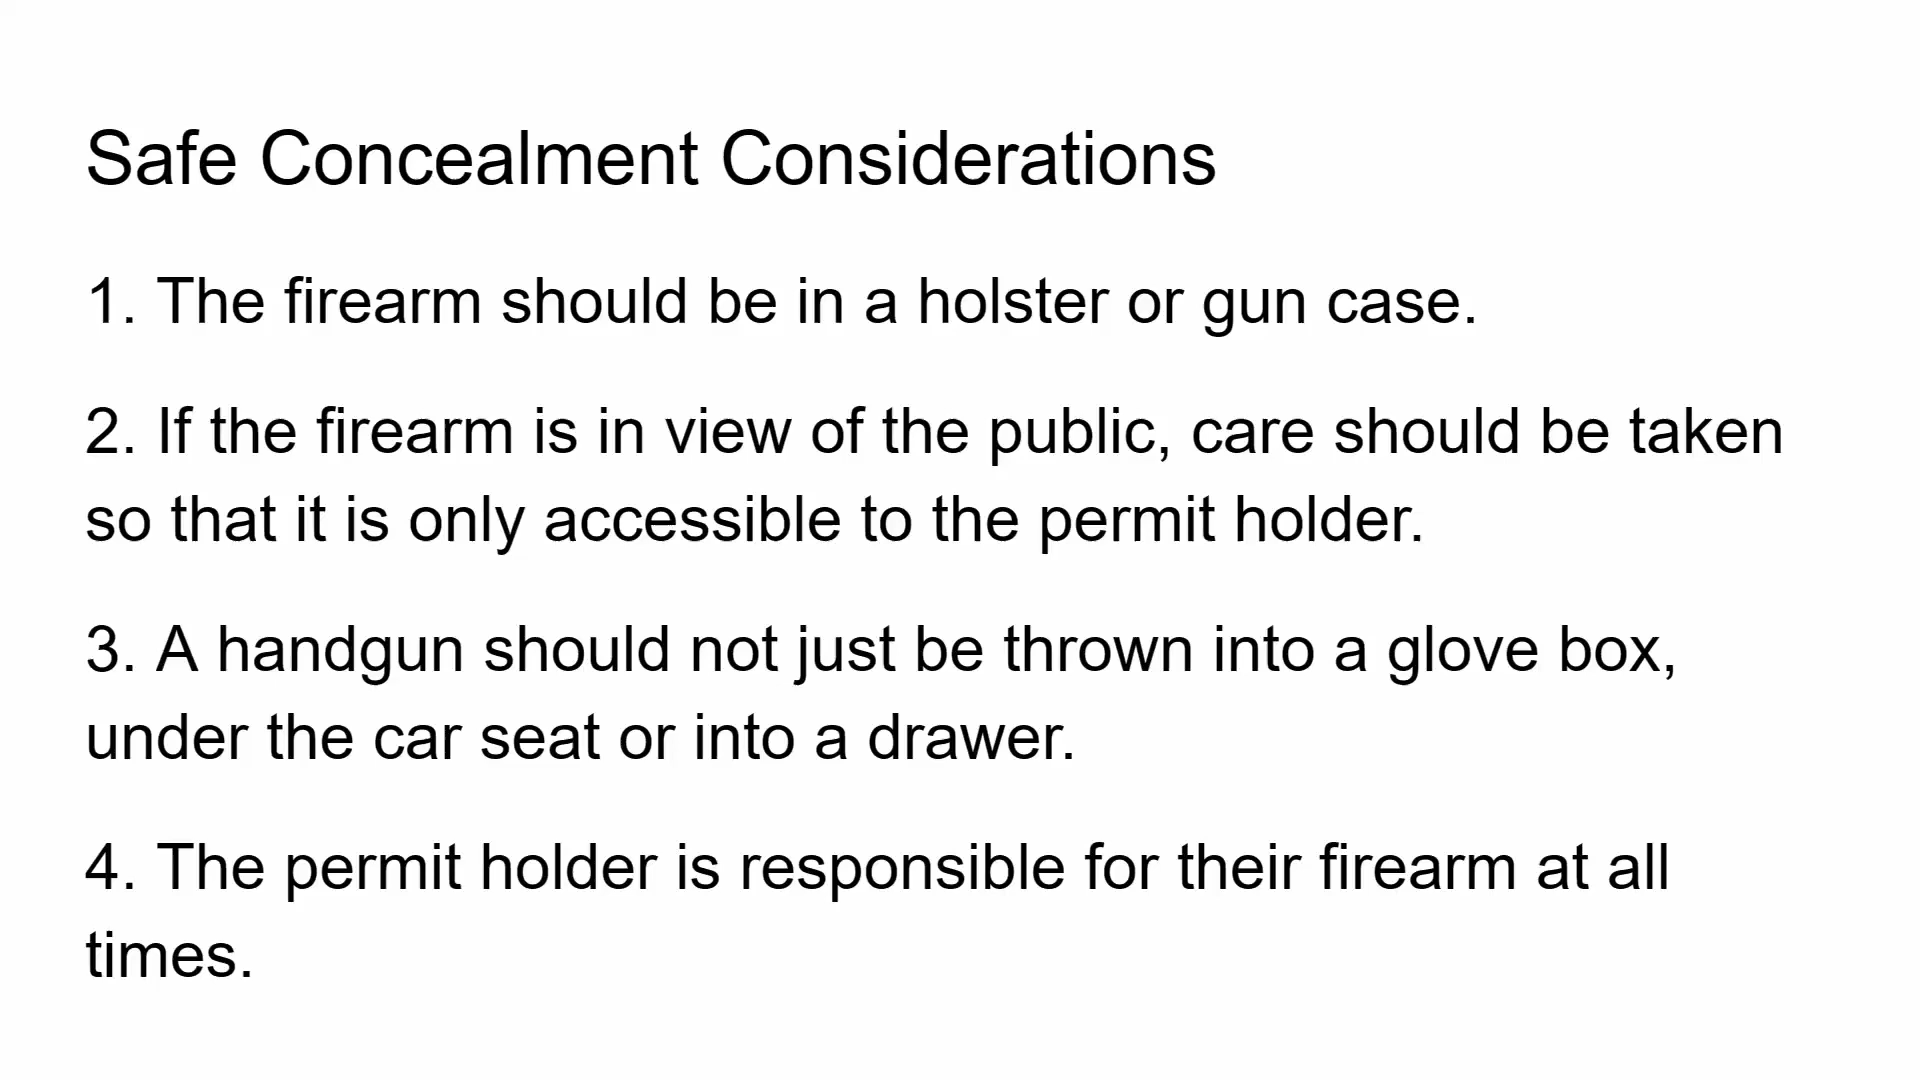 Safe Concealment Considerations
1. The firearm should be in a holster or gun case.
2. If the firearm is in view of the public, care should be taken
so that it is only accessible to the permit holder.
3. A handgun should not just be thrown into a glove box,
under the car seat or into a drawer.
4. The permit holder is responsible for their firearm at all
times.